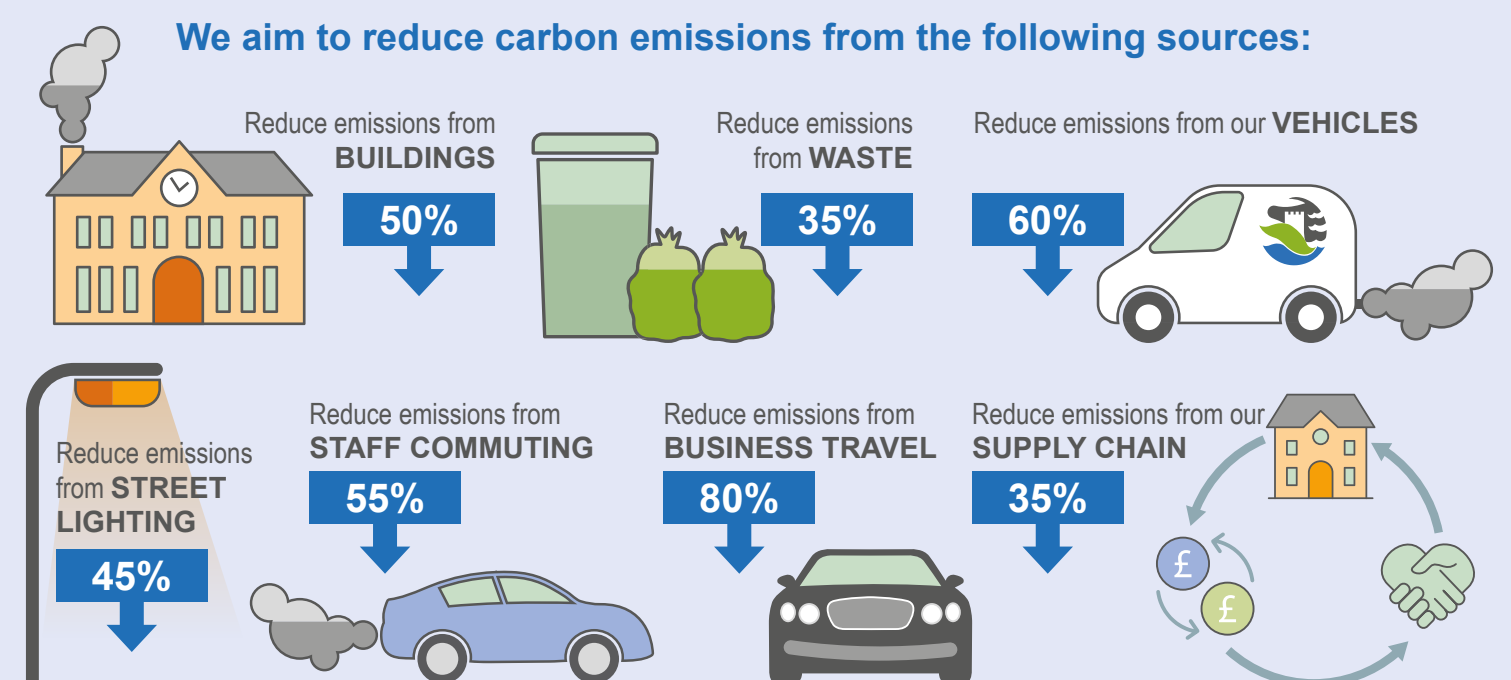 We aim to reduce carbon emissions from the following sources:
Reduce emissions from
BUILDINGS
50%
Reduce emissions
from WASTE
35%
Reduce emissions from our VEHICLES
60%
Reduce emissions
from STREET
LIGHTING
45%
Reduce emissions from
STAFF COMMUTING
55%
Reduce emissions from
BUSINESS TRAVEL
80%
Reduce emissions from our
SUPPLY CHAIN
35%
£
£